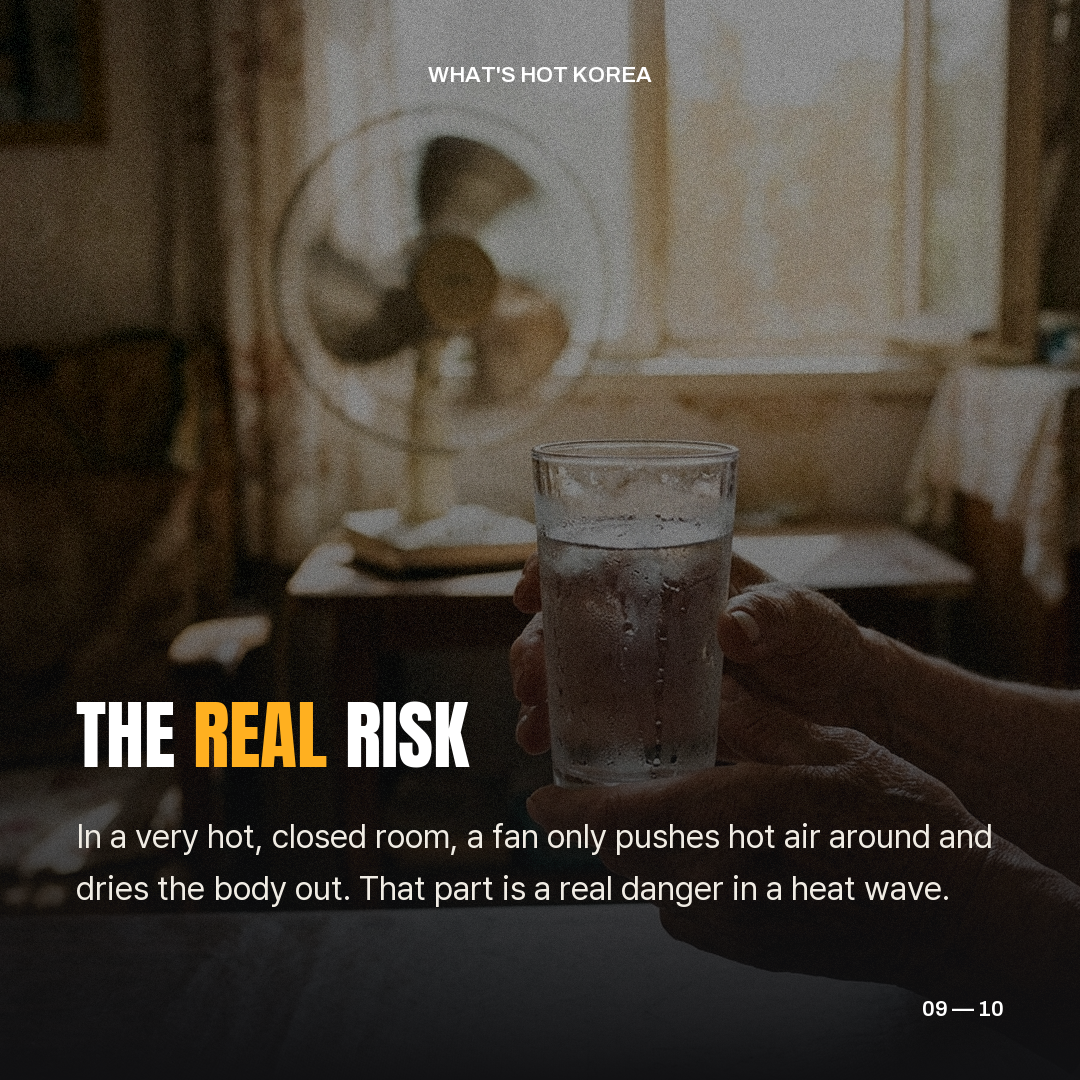 WHAT'S HOT KOREA
THE REAL RISK
In a very hot, closed room, a fan only pushes hot air around and
dries the body out. That part is a real danger in a heat wave.
09 — 10